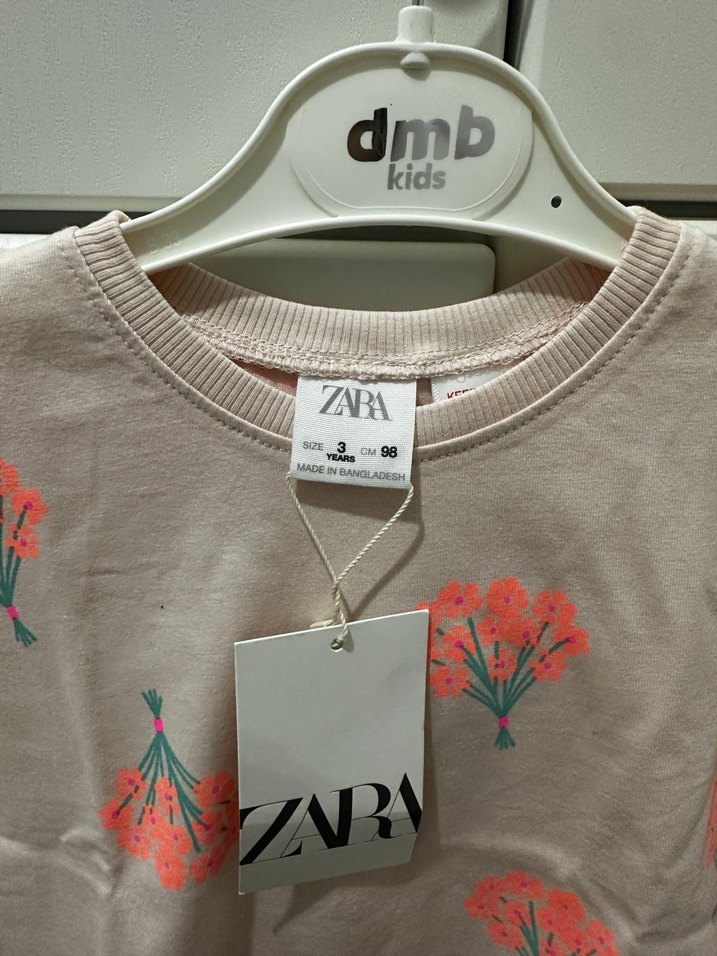 dmb
kids
ZARA
SIZE 3 YEARS CM 98
MADE IN BANGLADESH
ZARA